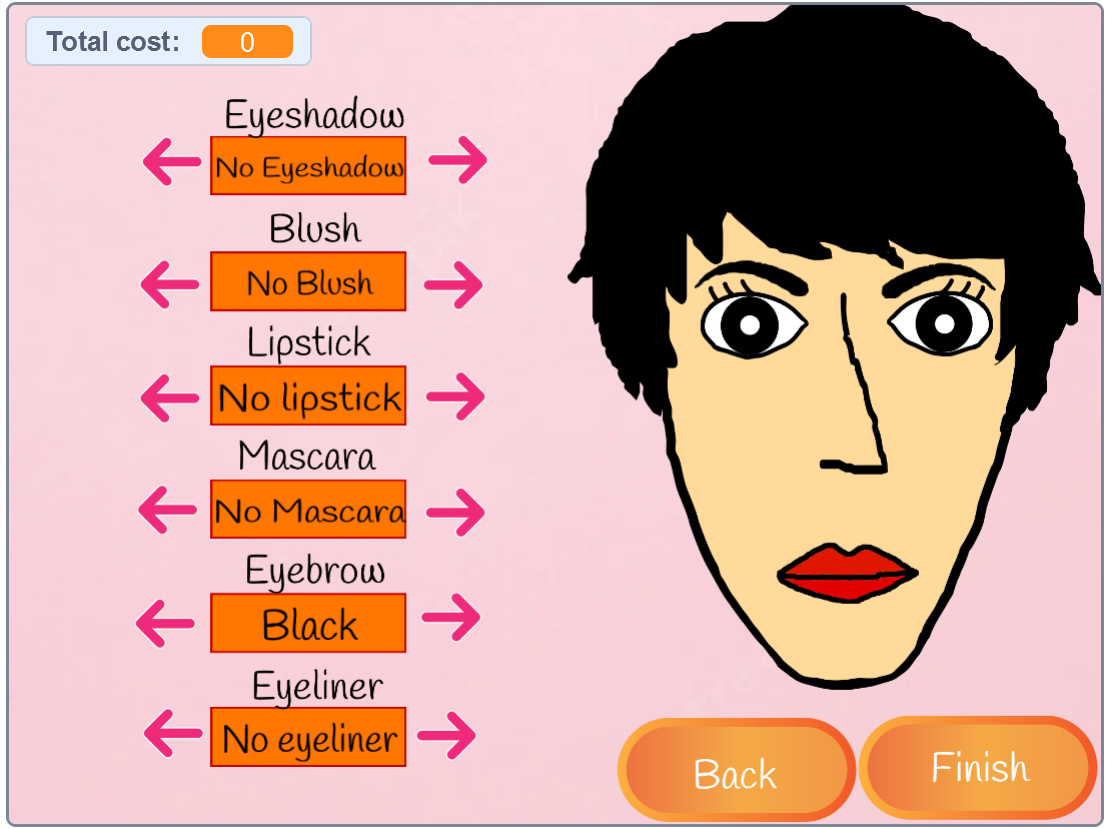 Total cost: 0
Eyeshadow
No Eyeshadow
Blush
No Blush
Lipstick
No lipstick
Mascara
No Mascara
Eyebrow
Black
Eyeliner
No eyeliner
Back
Finish